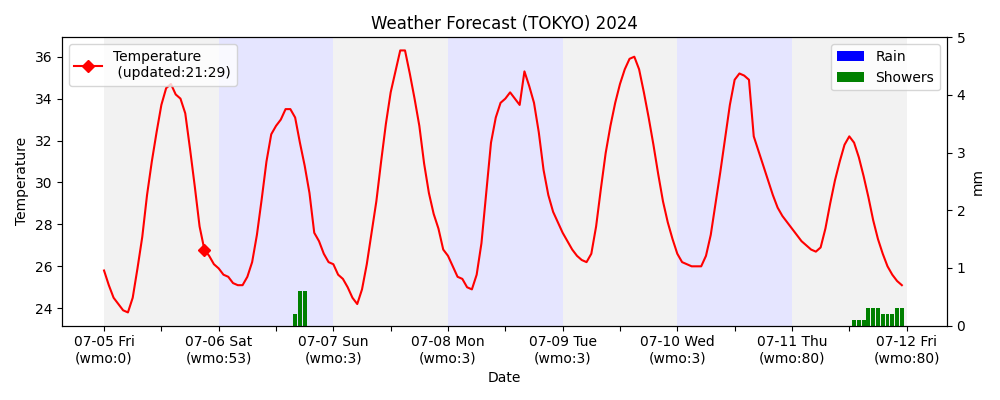 Weather Forecast (TOKYO) 2024
Temperature
(updated:21:29)
Rain
Showers
Temperature
36
34
32
30
28
26
24
5
4
3
2
1
0
mm
07-05 Fri
(wmo:0)
07-06 Sat
(wmo:53)
07-07 Sun
(wmo:3)
07-08 Mon
(wmo:3)
07-09 Tue
(wmo:3)
07-10 Wed
(wmo:3)
07-11 Thu
(wmo:80)
07-12 Fri
(wmo:80)
Date